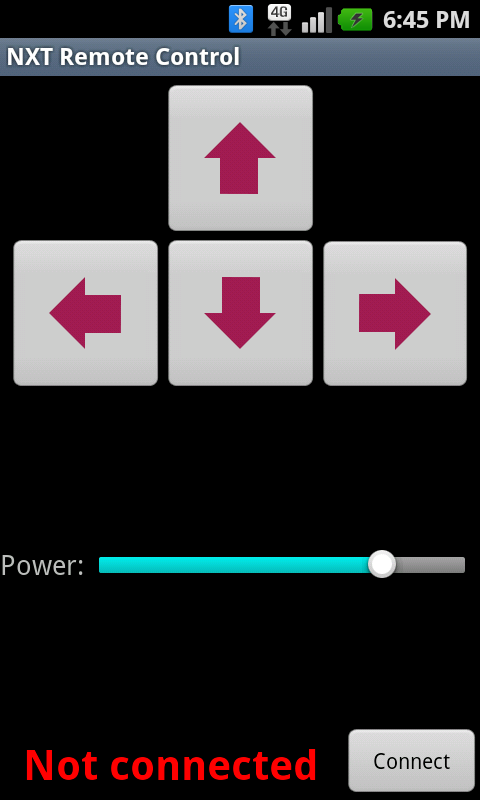 4G 6:45 PM
NXT Remote Control
Power:
Not connected
Connect